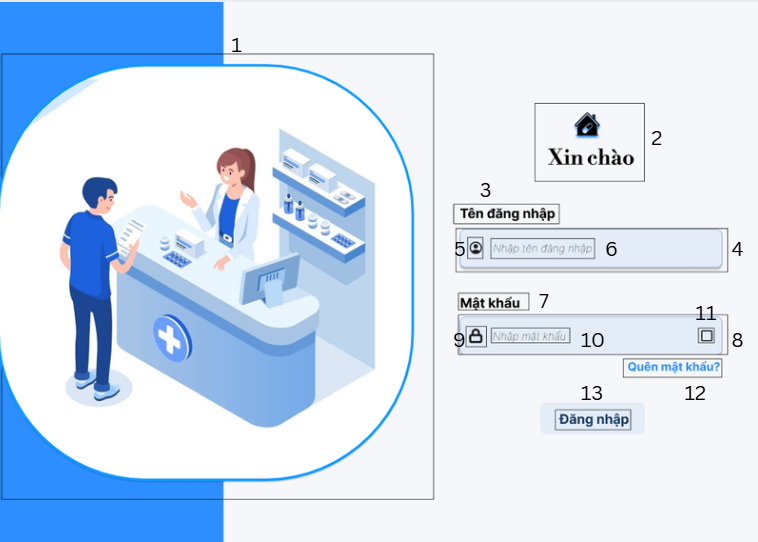 1
Xin chào
2
3
Tên đăng nhập
5
Nhập tên đăng nhập
6
4
Mật khẩu
7
11
9
Nhập mật khẩu
10
8
Quên mật khẩu?
13
12
Đăng nhập